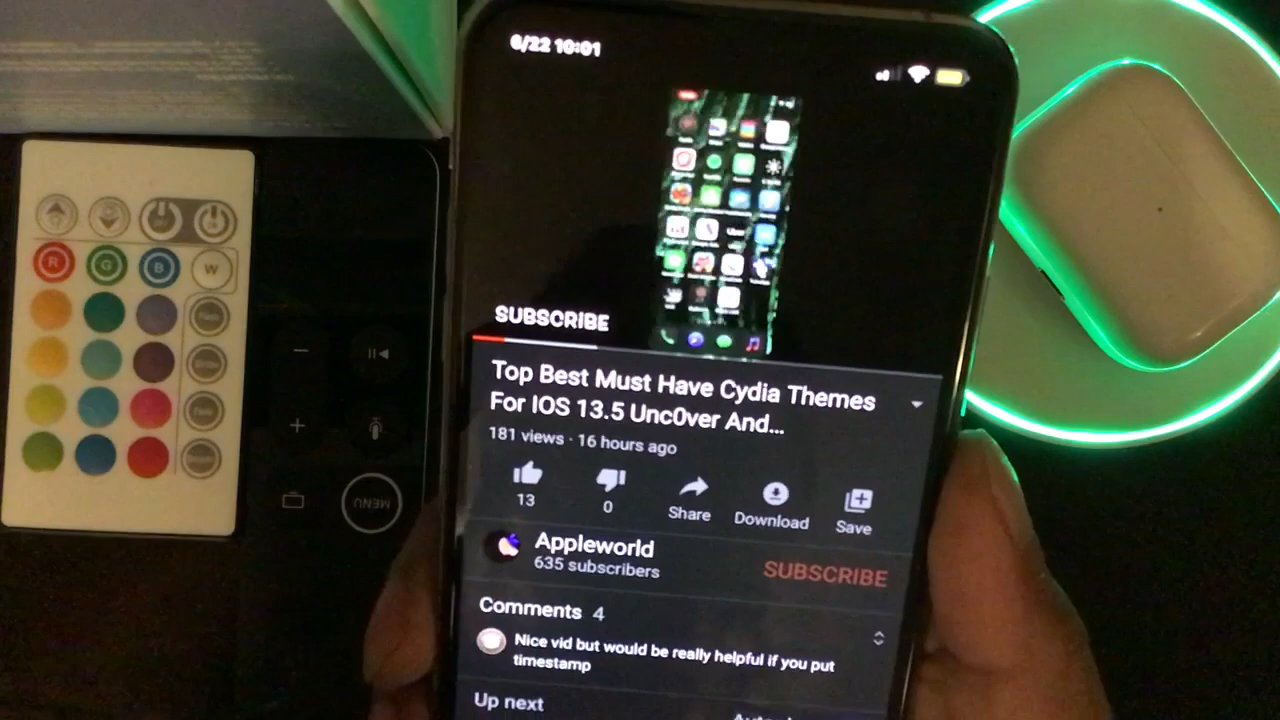 6/22 10:01
SUBSCRIBE
Top Best Must Have Cydia Themes
For IOS 13.5 Unc0ver And...
181 views · 16 hours ago
13
0
Share
Download
Save
Appleworld
635 subscribers
SUBSCRIBE
Comments 4
Nice vid but would be really helpful if you put
timestamp
Up next
R
G
B
W
MENU